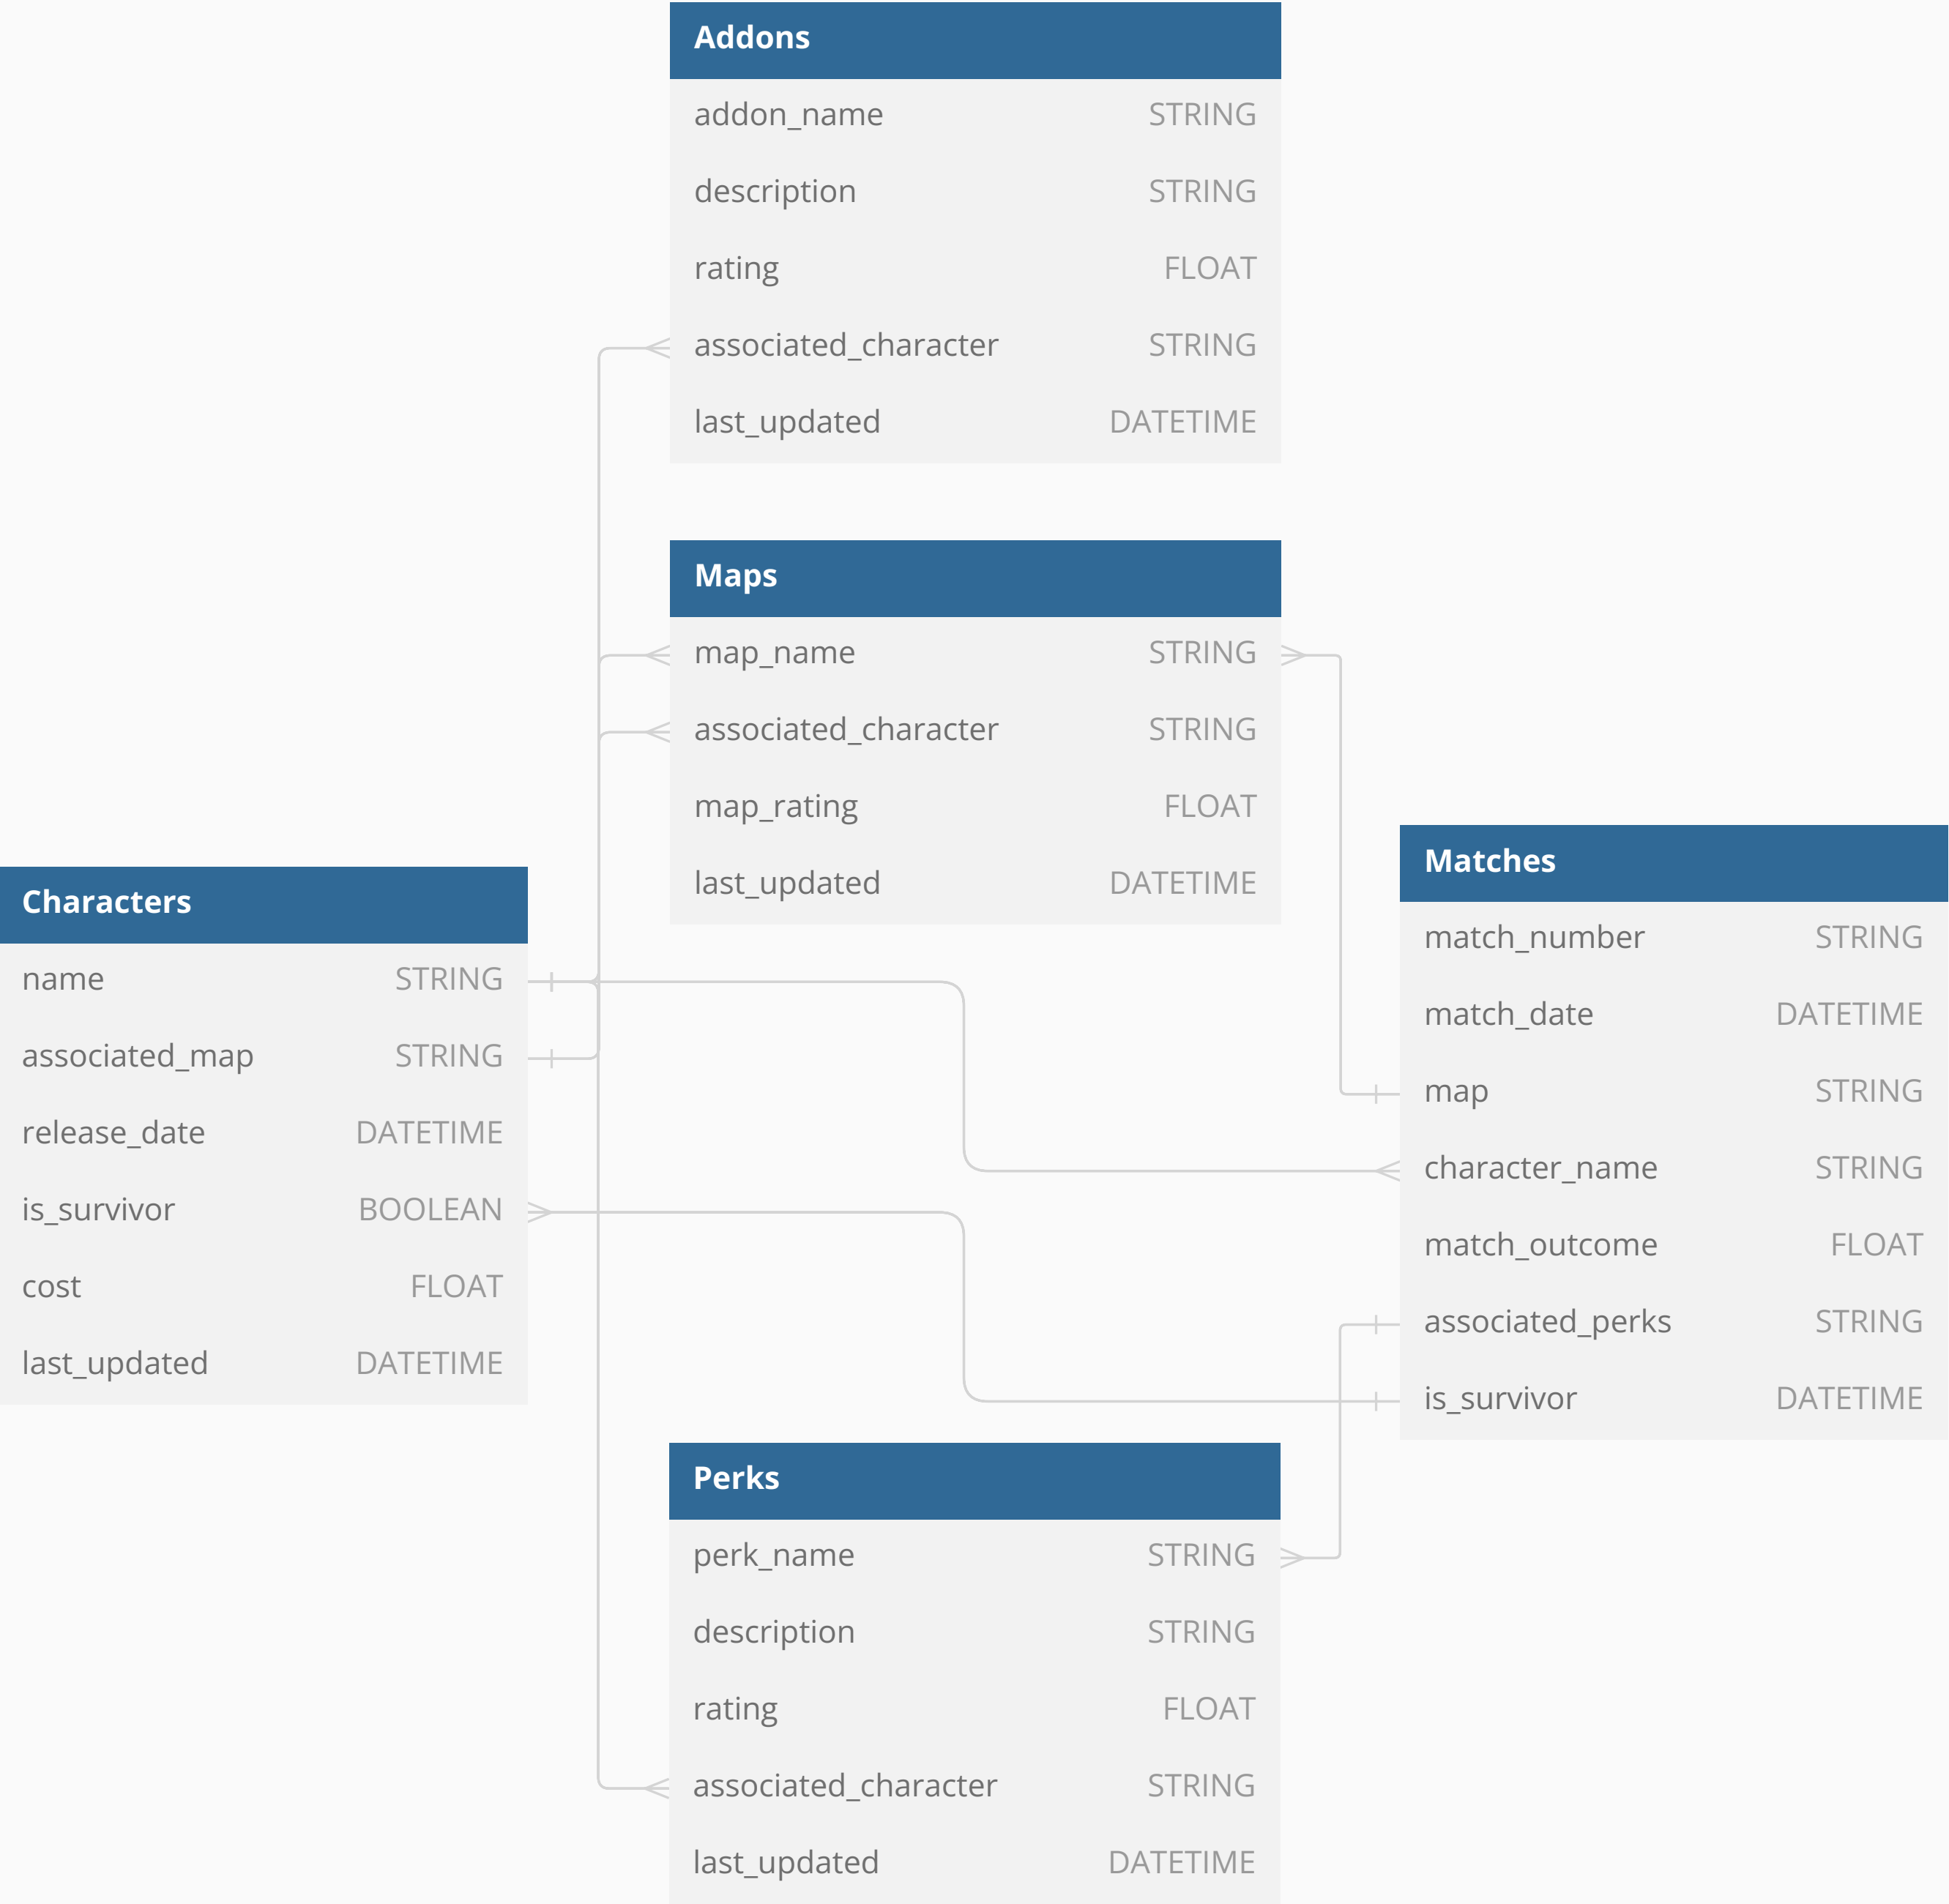 Addons
addon_name STRING
description STRING
rating FLOAT
associated_character STRING
last_updated DATETIME
Maps
map_name STRING
associated_character STRING
map_rating FLOAT
last_updated DATETIME
Characters
name STRING
associated_map STRING
release_date DATETIME
is_survivor BOOLEAN
cost FLOAT
last_updated DATETIME
Matches
match_number STRING
match_date DATETIME
map STRING
character_name STRING
match_outcome FLOAT
associated_perks STRING
is_survivor DATETIME
Perks
perk_name STRING
description STRING
rating FLOAT
associated_character STRING
last_updated DATETIME